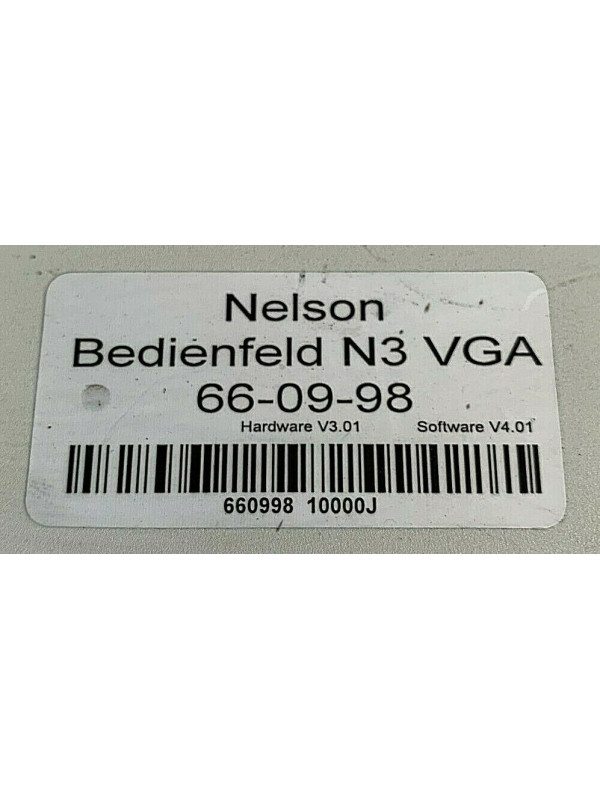 Nelson
Bedienfeld N3 VGA
66-09-98
Hardware V3.01 Software V4.01
660998 10000J